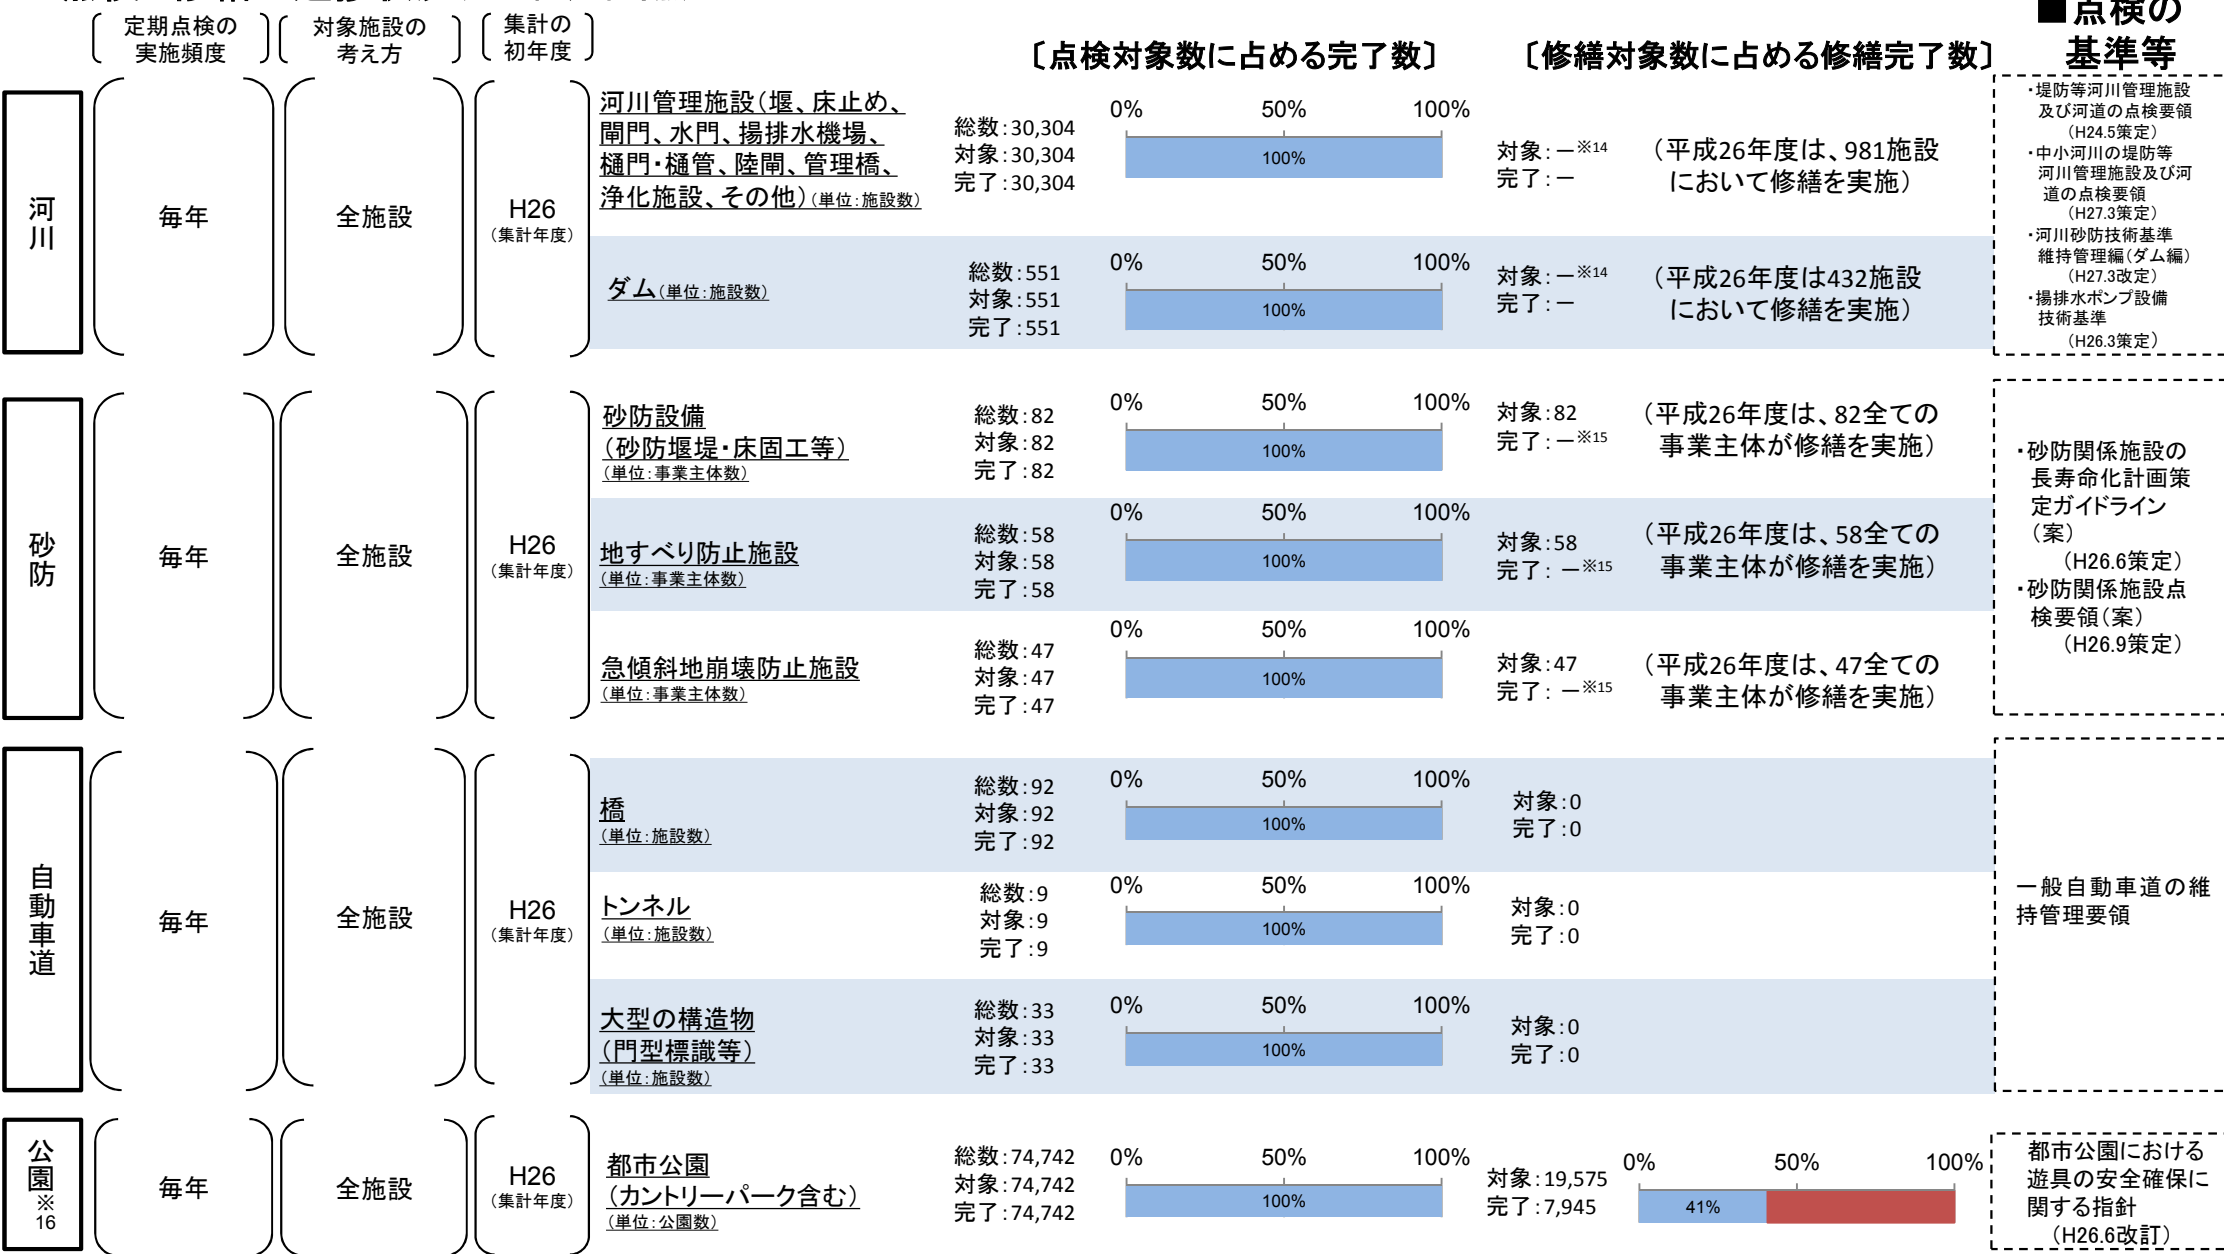 定期点検の
実施頻度
対象施設の
考え方
集計の
初年度
〔点検対象数に占める完了数〕
〔修繕対象数に占める修繕完了数〕
■点検の
基準等
河川
毎年
全施設
H26
(集計年度)
河川管理施設(堰、床止め、
閘門、水門、揚排水機場、
樋門・樋管、陸閘、管理橋、
浄化施設、その他)(単位:施設数)
総数:30,304
対象:30,304
完了:30,304
0% 50% 100%
100%
対象:－※14
完了:－
(平成26年度は、981施設
において修繕を実施)
ダム(単位:施設数)
総数:551
対象:551
完了:551
0% 50% 100%
100%
対象:－※14
完了:－
(平成26年度は432施設
において修繕を実施)
・堤防等河川管理施設
及び河道の点検要領
(H24.5策定)
・中小河川の堤防等
河川管理施設及び河
道の点検要領
(H27.3策定)
・河川砂防技術基準
維持管理編(ダム編)
(H27.3改定)
・揚排水ポンプ設備
技術基準
(H26.3策定)
砂防
毎年
全施設
H26
(集計年度)
砂防設備
(砂防堰堤・床固工等)
(単位:事業主体数)
総数:82
対象:82
完了:82
0% 50% 100%
100%
対象:82
完了:－※15
(平成26年度は、82全ての
事業主体が修繕を実施)
地すべり防止施設
(単位:事業主体数)
総数:58
対象:58
完了:58
0% 50% 100%
100%
対象:58
完了:－※15
(平成26年度は、58全ての
事業主体が修繕を実施)
急傾斜地崩壊防止施設
(単位:事業主体数)
総数:47
対象:47
完了:47
0% 50% 100%
100%
対象:47
完了:－※15
(平成26年度は、47全ての
事業主体が修繕を実施)
・砂防関係施設の
長寿命化計画策
定ガイドライン
(案)
(H26.6策定)
・砂防関係施設点
検要領(案)
(H26.9策定)
自動車道
毎年
全施設
H26
(集計年度)
橋
(単位:施設数)
総数:92
対象:92
完了:92
0% 50% 100%
100%
対象:0
完了:0
トンネル
(単位:施設数)
総数:9
対象:9
完了:9
0% 50% 100%
100%
対象:0
完了:0
大型の構造物
(門型標識等)
(単位:施設数)
総数:33
対象:33
完了:33
0% 50% 100%
100%
対象:0
完了:0
一般自動車道の維
持管理要領
公園
※
16
毎年
全施設
H26
(集計年度)
都市公園
(カントリーパーク含む)
(単位:公園数)
総数:74,742
対象:74,742
完了:74,742
0% 50% 100%
100%
対象:19,575
完了:7,945
0% 50% 100%
41%
都市公園における
遊具の安全確保に
関する指針
(H26.6改訂)